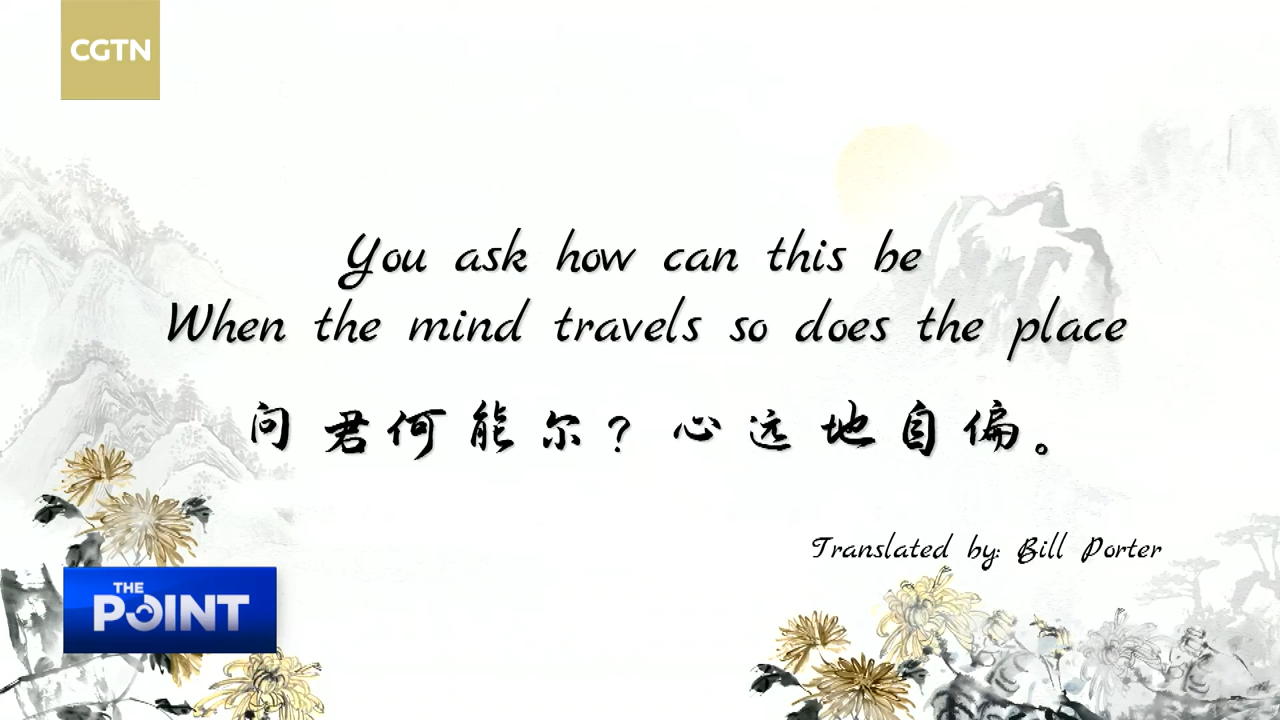 CGTN
You ask how can this be
When the mind travels so does the place
问君何能尔？心远地自偏。
Translated by: Bill Porter
THE
POINT